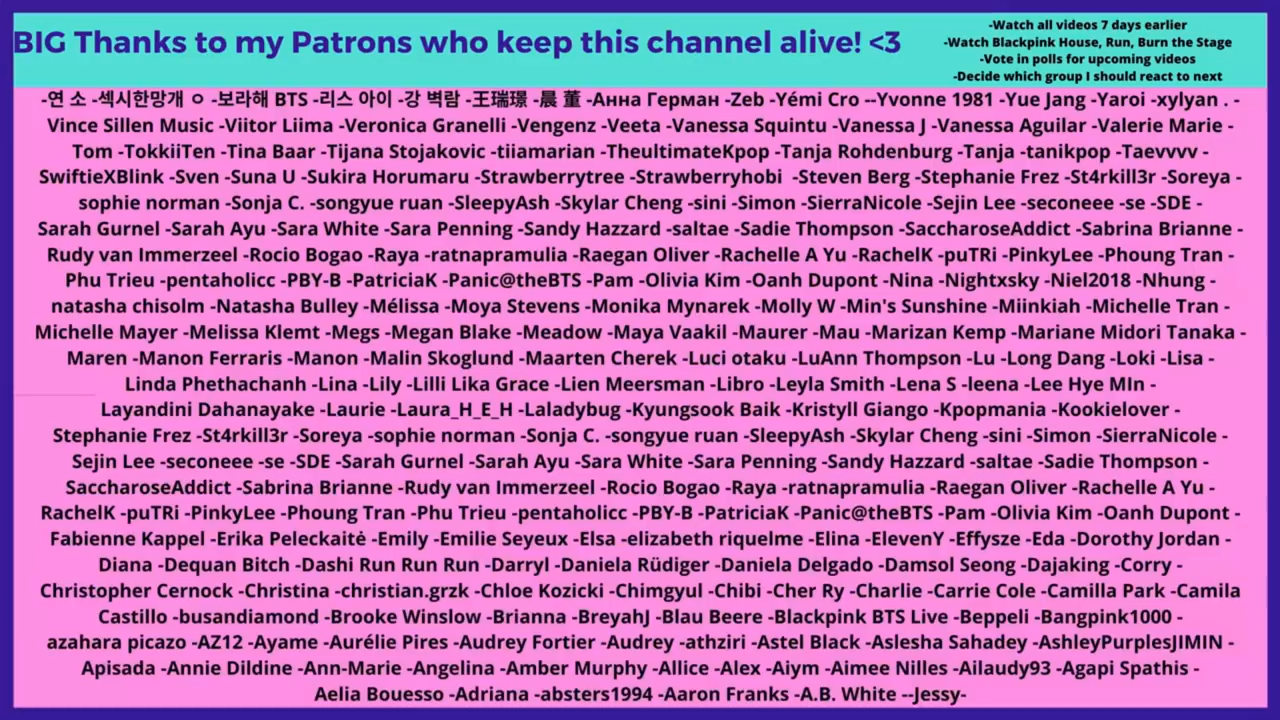 BIG Thanks to my Patrons who keep this channel alive! <3
-Watch all videos 7 days earlier
-Watch Blackpink House, Run, Burn the Stage
-Vote in polls for upcoming videos
-Decide which group I should react to next
-연 소 -섹시한망개 ㅇ -보라해 BTS -리스 아이 -강 벽람 -王瑞璟 -晨 董 -Анна Герман -Zeb -Yémi Cro --Yvonne 1981 -Yue Jang -Yaroi -xylyan . -
Vince Sillen Music -Viitor Liima -Veronica Granelli -Vengenz -Veeta -Vanessa Squintu -Vanessa J -Vanessa Aguilar -Valerie Marie -
Tom -TokkiiTen -Tina Baar -Tijana Stojakovic -tiiamarian -TheultimateKpop -Tanja Rohdenburg -Tanja -tanikpop -Taevvvv -
SwiftieXBlink -Sven -Suna U -Sukira Horumaru -Strawberrytree -Strawberryhobi -Steven Berg -Stephanie Frez -St4rkill3r -Soreya -
sophie norman -Sonja C. -songyue ruan -SleepyAsh -Skylar Cheng -sini -Simon -SierraNicole -Sejin Lee -seconeee -se -SDE -
Sarah Gurnel -Sarah Ayu -Sara White -Sara Penning -Sandy Hazzard -saltae -Sadie Thompson -SaccharoseAddict -Sabrina Brianne -
Rudy van Immerzeel -Rocio Bogao -Raya -ratnapramulia -Raegan Oliver -Rachelle A Yu -RachelK -puTRi -PinkyLee -Phoung Tran -
Phu Trieu -pentaholicc -PBY-B -PatriciaK -Panic@theBTS -Pam -Olivia Kim -Oanh Dupont -Nina -Nightxsky -Niel2018 -Nhung -
natasha chisolm -Natasha Bulley -Mélissa -Moya Stevens -Monika Mynarek -Molly W -Min's Sunshine -Miinkiah -Michelle Tran -
Michelle Mayer -Melissa Klemt -Megs -Megan Blake -Meadow -Maya Vaakil -Maurer -Mau -Marizan Kemp -Mariane Midori Tanaka -
Maren -Manon Ferraris -Manon -Malin Skoglund -Maarten Cherek -Luci otaku -LuAnn Thompson -Lu -Long Dang -Loki -Lisa -
Linda Phethachanh -Lina -Lily -Lilli Lika Grace -Lien Meersman -Libro -Leyla Smith -Lena S -leena -Lee Hye MIn -
Layandini Dahanayake -Laurie -Laura_H_E_H -Laladybug -Kyungsook Baik -Kristyll Giango -Kpopmania -Kookielover -
Stephanie Frez -St4rkill3r -Soreya -sophie norman -Sonja C. -songyue ruan -SleepyAsh -Skylar Cheng -sini -Simon -SierraNicole -
Sejin Lee -seconeee -se -SDE -Sarah Gurnel -Sarah Ayu -Sara White -Sara Penning -Sandy Hazzard -saltae -Sadie Thompson -
SaccharoseAddict -Sabrina Brianne -Rudy van Immerzeel -Rocio Bogao -Raya -ratnapramulia -Raegan Oliver -Rachelle A Yu -
RachelK -puTRi -PinkyLee -Phoung Tran -Phu Trieu -pentaholicc -PBY-B -PatriciaK -Panic@theBTS -Pam -Olivia Kim -Oanh Dupont -
Fabienne Kappel -Erika Peleckaitė -Emily -Emilie Seyeux -Elsa -elizabeth riquelme -Elina -ElevenY -Effysze -Eda -Dorothy Jordan -
Diana -Dequan Bitch -Dashi Run Run Run -Darryl -Daniela Rüdiger -Daniela Delgado -Damsol Seong -Dajaking -Corry -
Christopher Cernock -Christina -christian.grzk -Chloe Kozicki -Chimgyul -Chibi -Cher Ry -Charlie -Carrie Cole -Camilla Park -Camila
Castillo -busandiamond -Brooke Winslow -Brianna -BreyahJ -Blau Beere -Blackpink BTS Live -Beppeli -Bangpink1000 -
azahara picazo -AZ12 -Ayame -Aurélie Pires -Audrey Fortier -Audrey -athziri -Astel Black -Aslesha Sahadey -AshleyPurplesJIMIN -
Apisada -Annie Dildine -Ann-Marie -Angelina -Amber Murphy -Allice -Alex -Aiym -Aimee Nilles -Ailaudy93 -Agapi Spathis -
Aelia Bouesso -Adriana -absters1994 -Aaron Franks -A.B. White --Jessy-